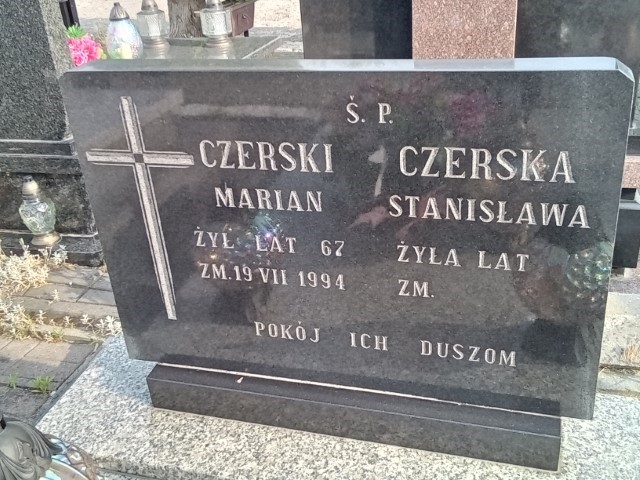 Ś. P.
CZERSKI
MARIAN
ŻYŁ LAT 67
ZM. 19 VII 1994
CZERSKA
STANISŁAWA
ŻYŁA LAT
ZM.
POKÓJ ICH DUSZOM